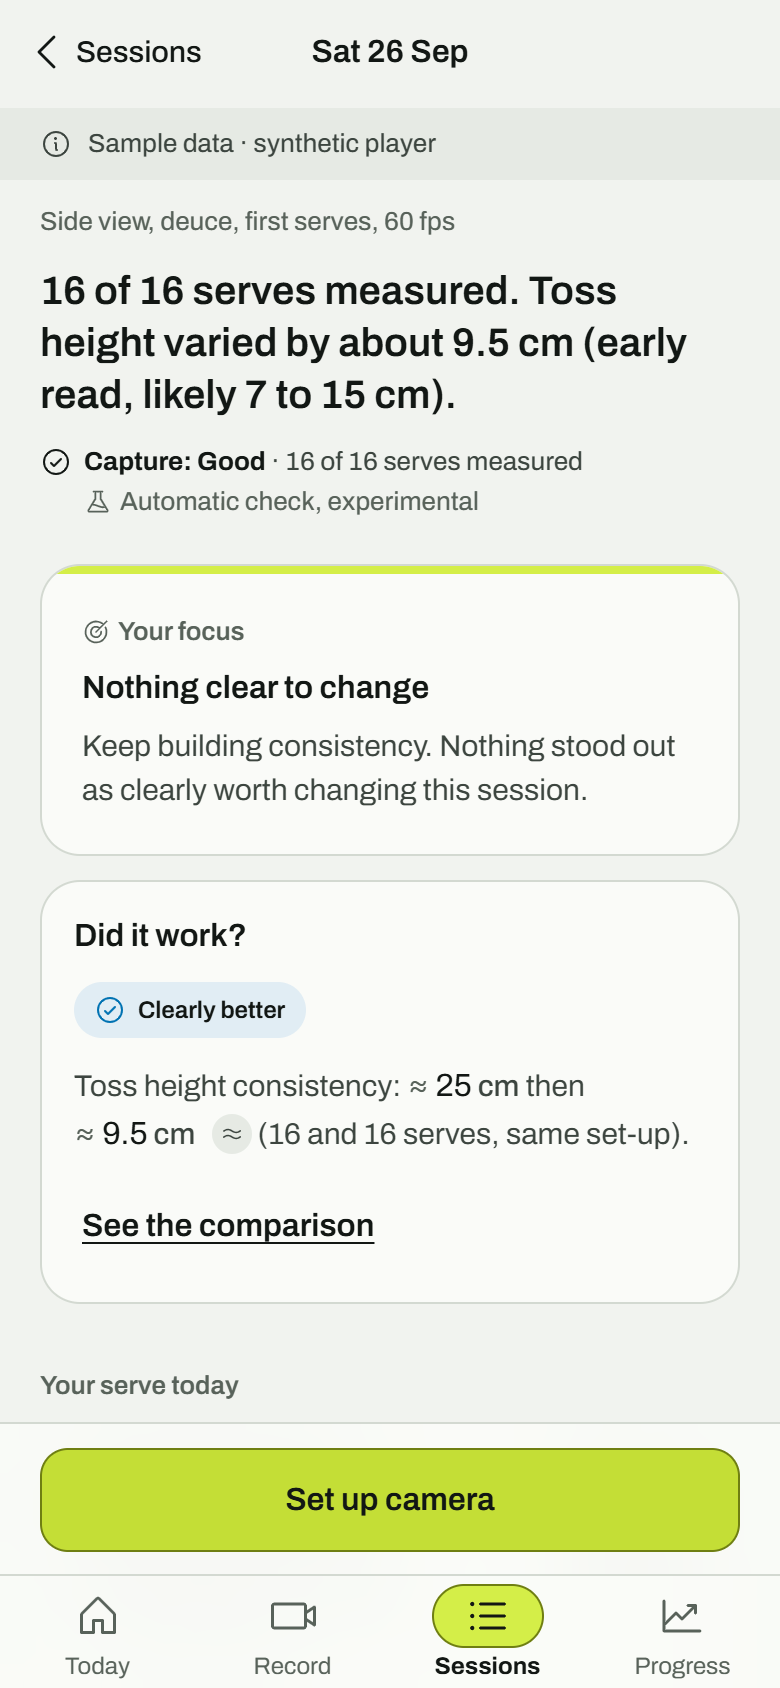 Sessions
Sat 26 Sep
Sample data · synthetic player
Side view, deuce, first serves, 60 fps
16 of 16 serves measured. Toss
height varied by about 9.5 cm (early
read, likely 7 to 15 cm).
Capture: Good · 16 of 16 serves measured
Automatic check, experimental
Your focus
Nothing clear to change
Keep building consistency. Nothing stood out
as clearly worth changing this session.
Did it work?
Clearly better
Toss height consistency: ≈ 25 cm then
≈ 9.5 cm ≈ (16 and 16 serves, same set-up).
See the comparison
Your serve today
Set up camera
Today
Record
Sessions
Progress